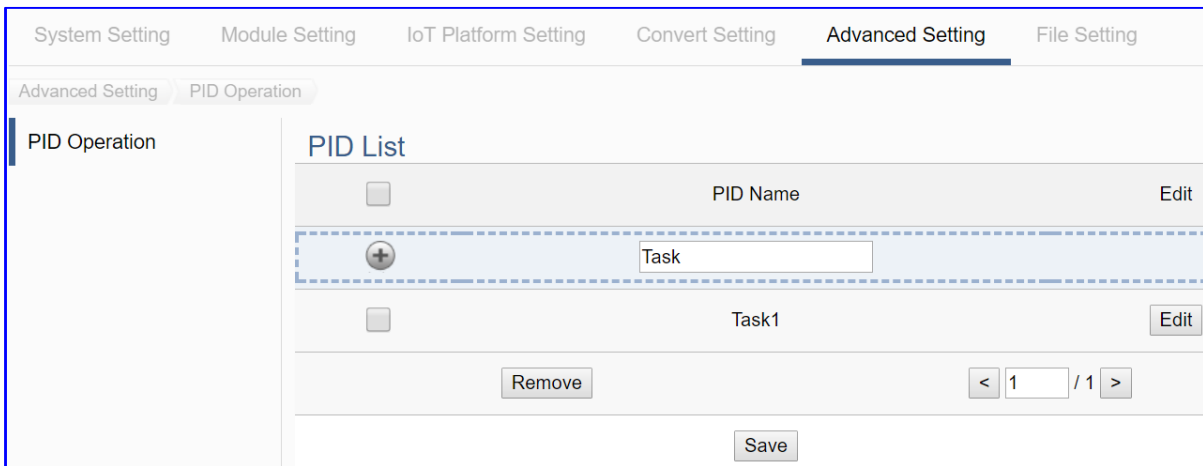 System Setting Module Setting IoT Platform Setting Convert Setting Advanced Setting File Setting
Advanced Setting PID Operation
PID Operation
PID List
PID Name Edit
Task
Task1 Edit
Remove < 1 / 1 >
Save